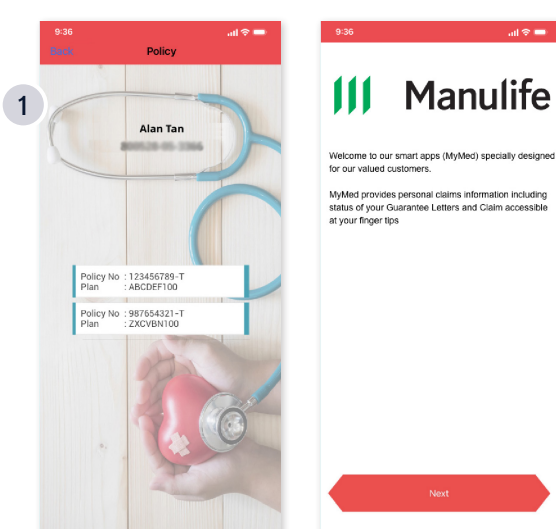 9:36
Back Policy
1
Alan Tan
Policy No : 123456789-T
Plan : ABCDEF100
Policy No : 987654321-T
Plan : ZXCVBN100
9:36
Manulife
Welcome to our smart apps (MyMed) specially designed
for our valued customers.
MyMed provides personal claims information including
status of your Guarantee Letters and Claim accessible
at your finger tips
Next